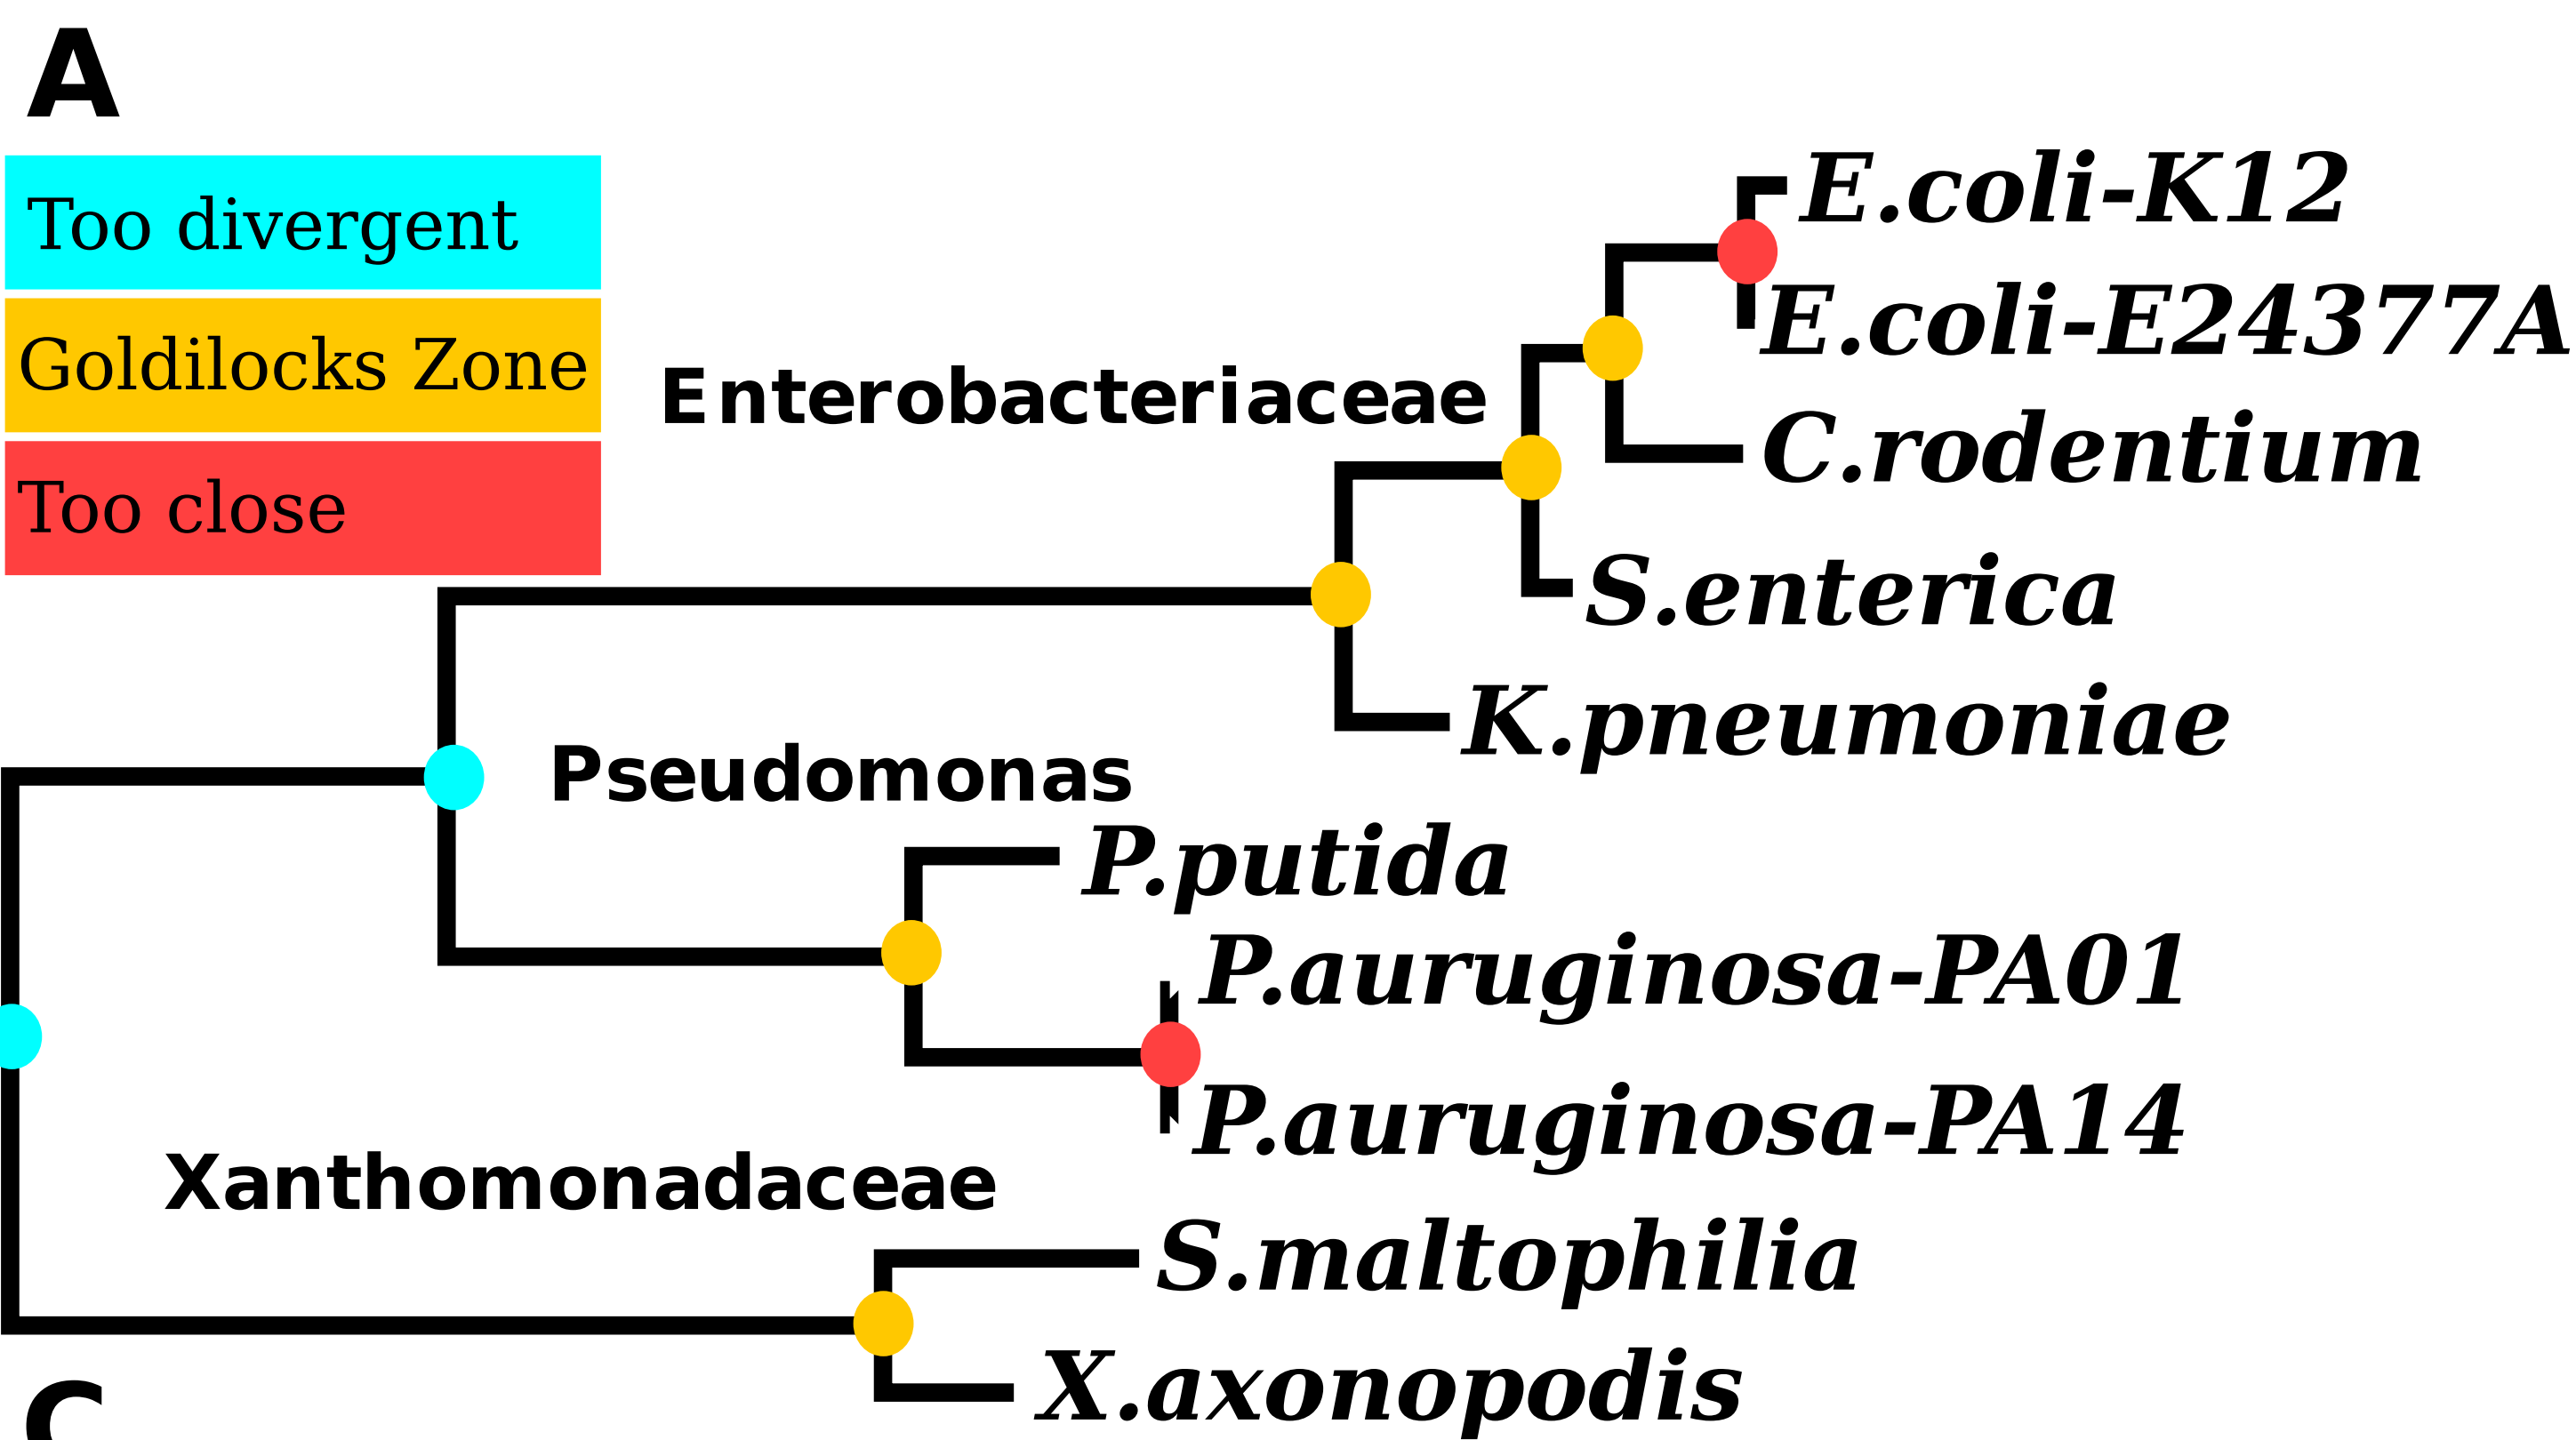 A
Too divergent
Goldilocks Zone
Too close
E.coli-K12
E.coli-E24377A
Enterobacteriaceae
C.rodentium
S.enterica
K.pneumoniae
Pseudomonas
P.putida
P.auruginosa-PA01
P.auruginosa-PA14
Xanthomonadaceae
S.maltophilia
X.axonopodis
C